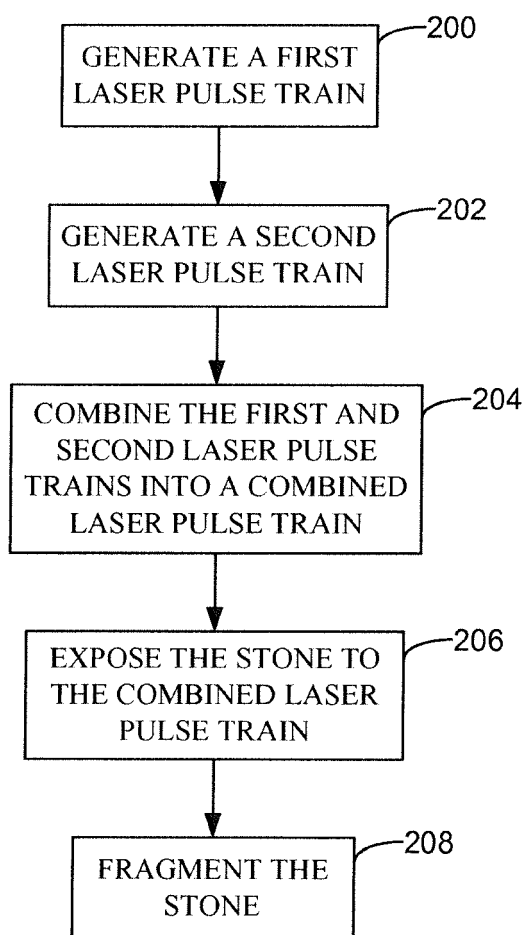 200
GENERATE A FIRST
LASER PULSE TRAIN
202
GENERATE A SECOND
LASER PULSE TRAIN
204
COMBINE THE FIRST AND
SECOND LASER PULSE
TRAINS INTO A COMBINED
LASER PULSE TRAIN
206
EXPOSE THE STONE TO
THE COMBINED LASER
PULSE TRAIN
208
FRAGMENT THE
STONE